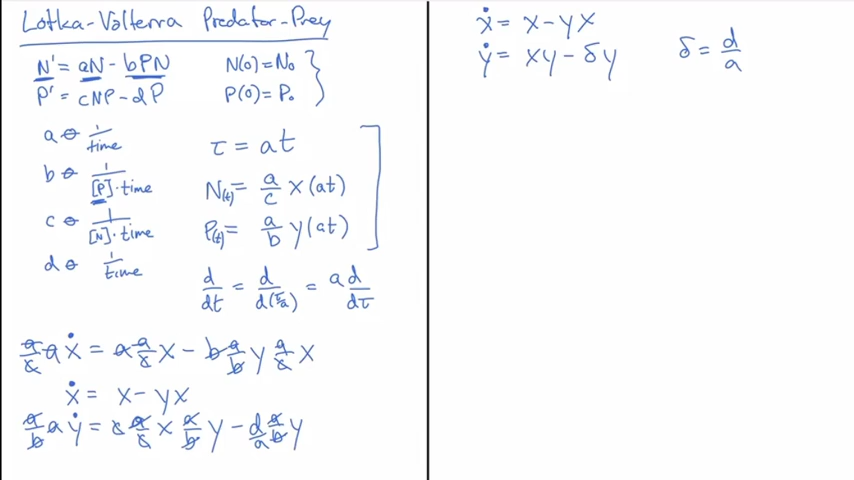 Lotka-Volterra Predator-Prey
N' = aN - bPN N(0) = N₀
P' = cNP - dP P(0) = P₀
a ⊖ 1/time
b ⊖ 1/[P]·time
c ⊖ 1/[N]·time
d ⊖ 1/time
τ = at
N(t) = a/c x(at)
P(t) = a/b y(at)
d/dt = d/d(τ/a) = a d/dτ
a/c a ẋ = a a/c x - b a/b y a/c x
ẋ = x - yx
a/b a ẏ = c a/c x a/b y - d/a a/b y
ẋ = x - yx
ẏ = xy - δy δ = d/a